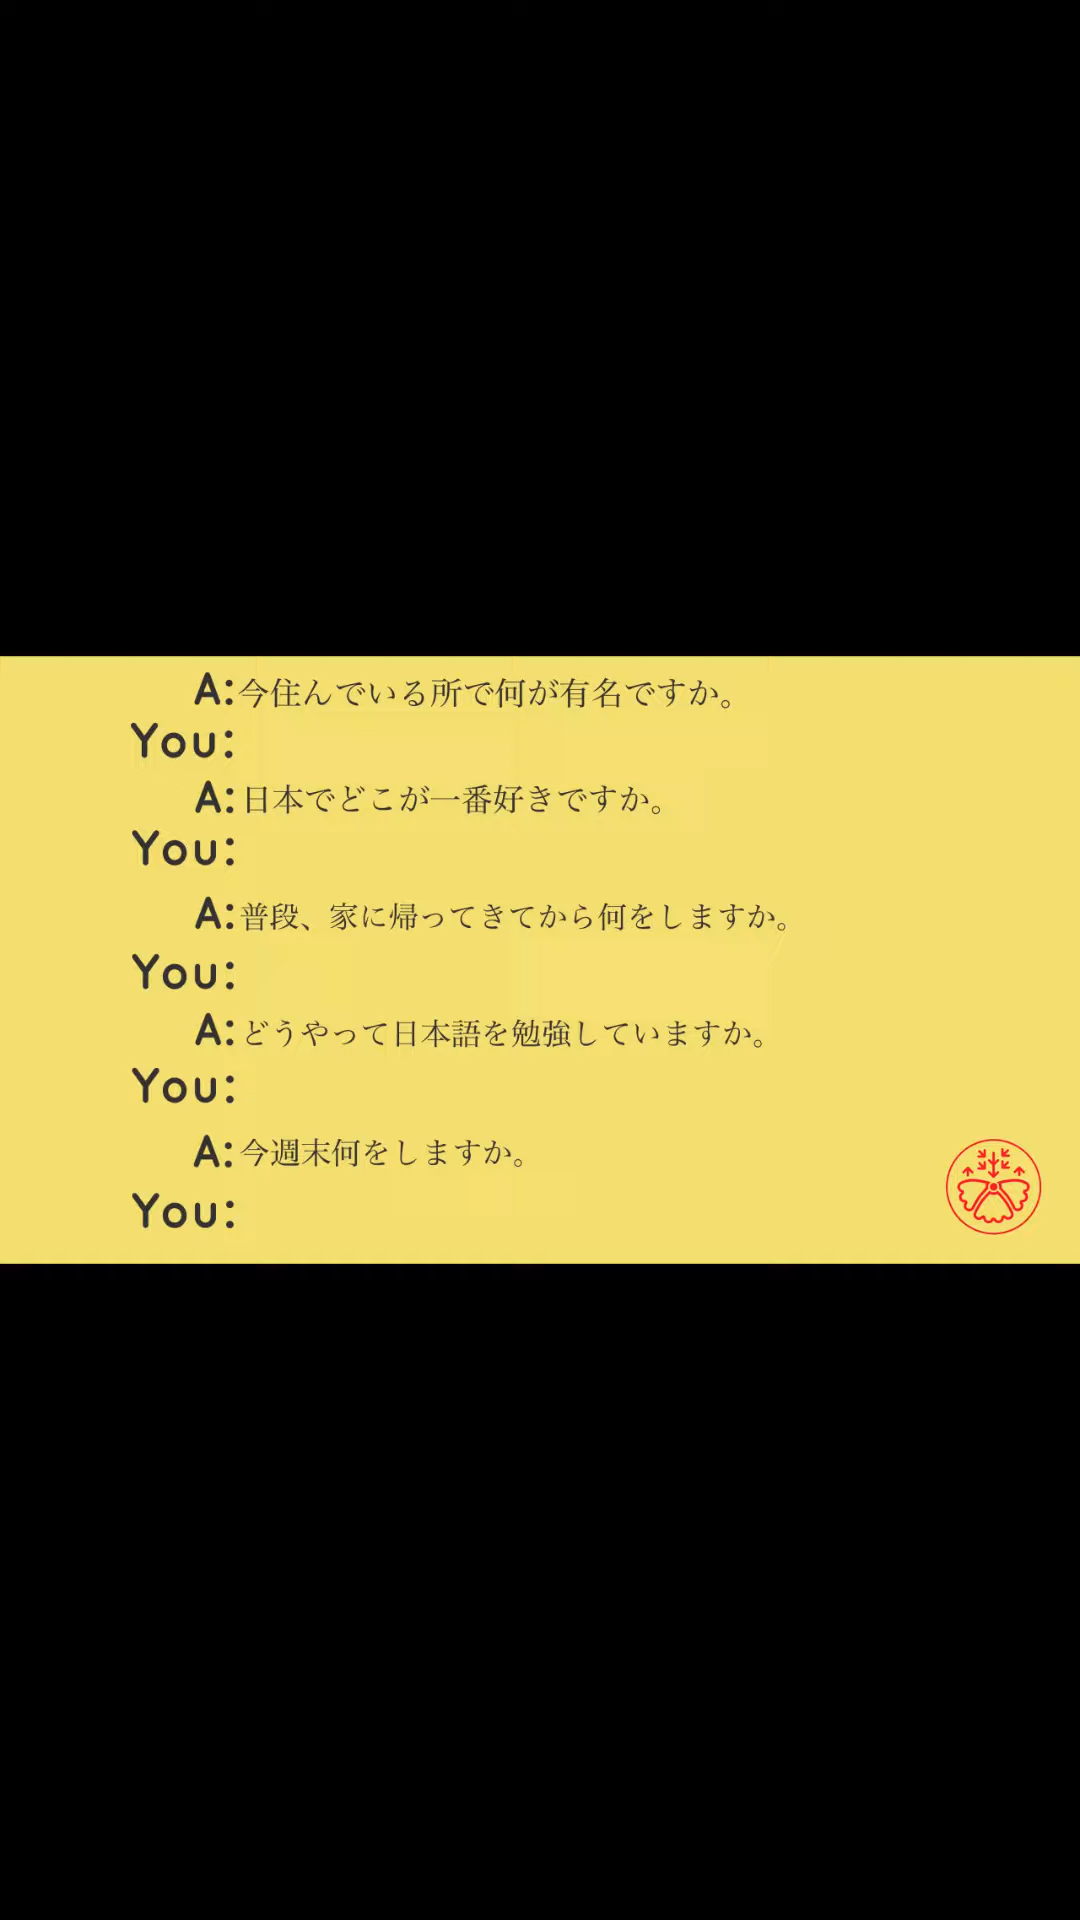 A:今住んでいる所で何が有名ですか。
You:
A:日本でどこが一番好きですか。
You:
A:普段、家に帰ってきてから何をしますか。
You:
A:どうやって日本語を勉強していますか。
You:
A:今週末何をしますか。
You: